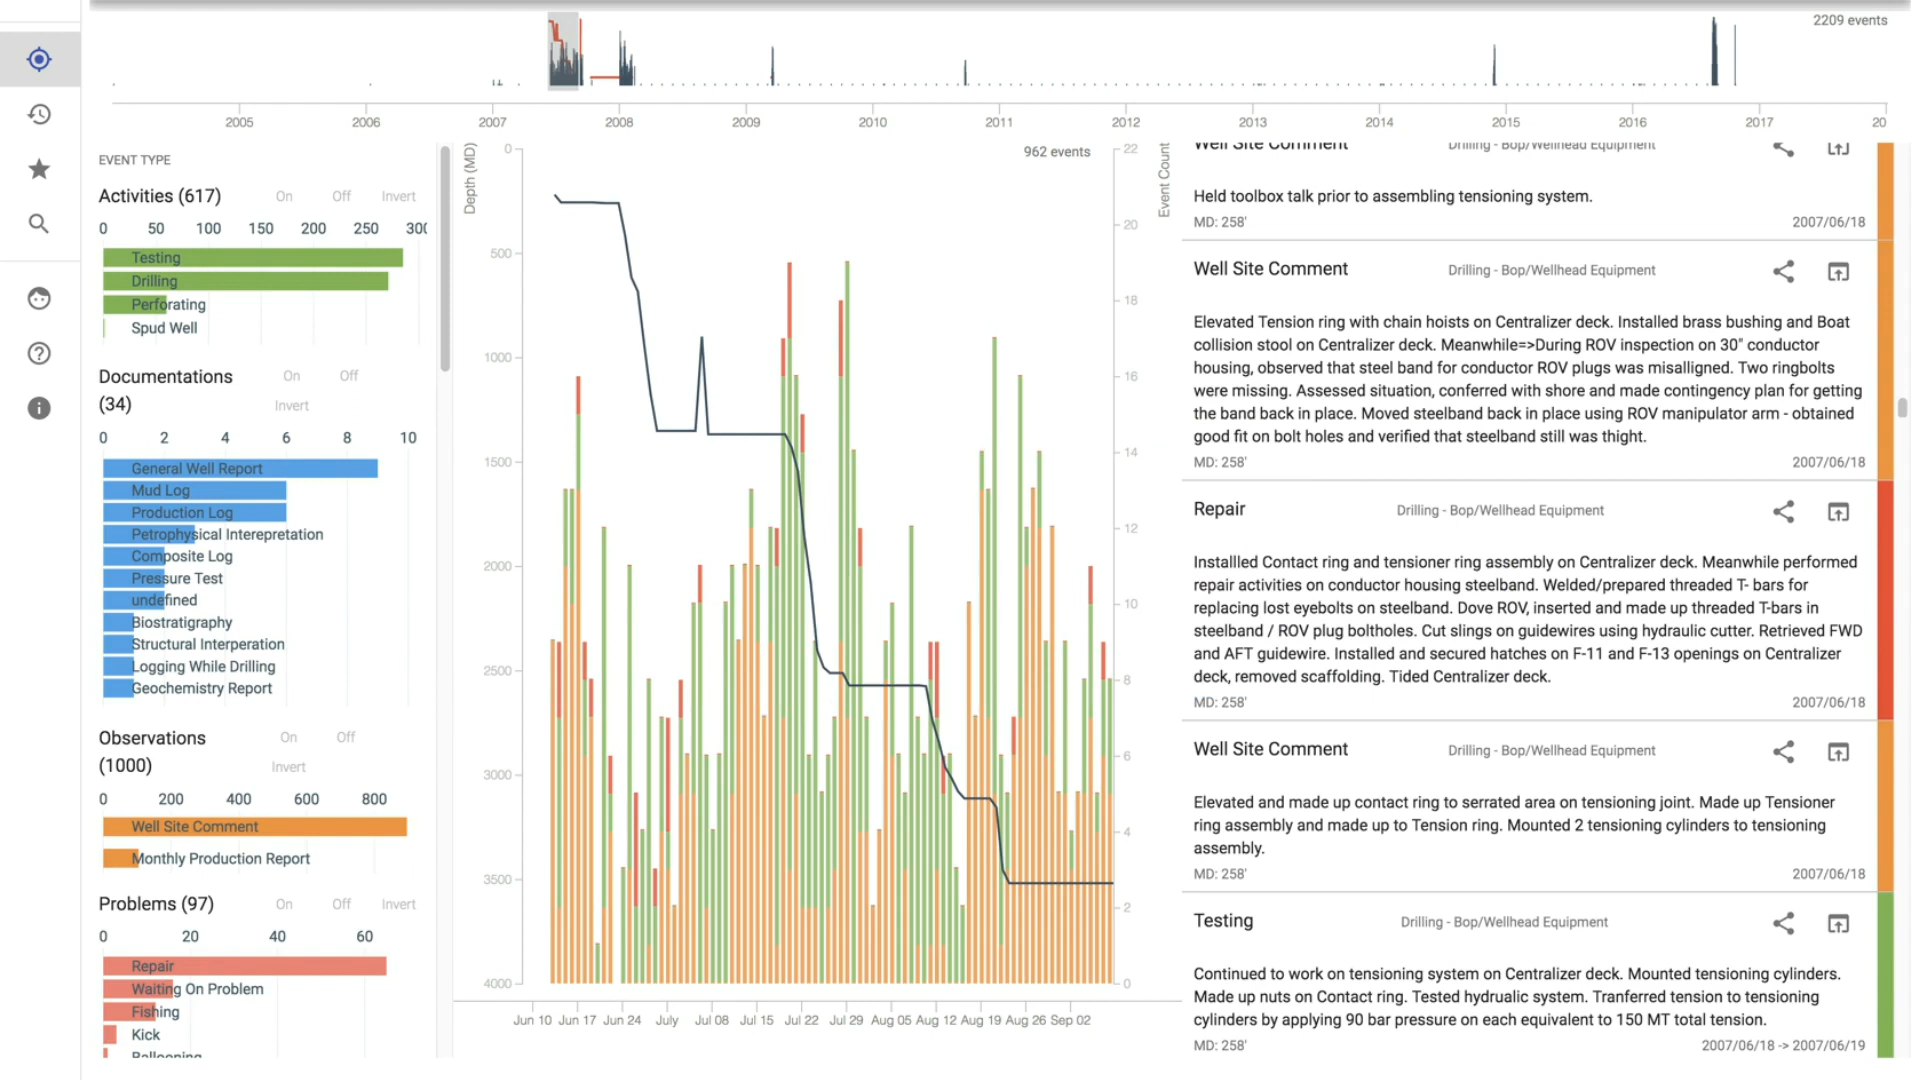 2209 events
2005 2006 2007 2008 2009 2010 2011 2012 2013 2014 2015 2016 2017 20
EVENT TYPE
Activities (617) On Off Invert
0 50 100 150 200 250 300
Testing
Drilling
Perforating
Spud Well
Documentations On Off
(34) Invert
0 2 4 6 8 10
General Well Report
Mud Log
Production Log
Petrophysical Interepretation
Composite Log
Pressure Test
undefined
Biostratigraphy
Structural Interperation
Logging While Drilling
Geochemistry Report
Observations On Off
(1000) Invert
0 200 400 600 800
Well Site Comment
Monthly Production Report
Problems (97) On Off Invert
0 20 40 60
Repair
Waiting On Problem
Fishing
Kick
Ballooning
Depth (MD)
0
500
1000
1500
2000
2500
3000
3500
4000
962 events
Event Count
22
20
18
16
14
12
10
8
6
4
2
0
Jun 10 Jun 17 Jun 24 July Jul 08 Jul 15 Jul 22 Jul 29 Aug 05 Aug 12 Aug 19 Aug 26 Sep 02
Well Site Comment Drilling - Bop/Wellhead Equipment
Held toolbox talk prior to assembling tensioning system.
MD: 258' 2007/06/18
Well Site Comment Drilling - Bop/Wellhead Equipment
Elevated Tension ring with chain hoists on Centralizer deck. Installed brass bushing and Boat
collision stool on Centralizer deck. Meanwhile=>During ROV inspection on 30" conductor
housing, observed that steel band for conductor ROV plugs was misalligned. Two ringbolts
were missing. Assessed situation, conferred with shore and made contingency plan for getting
the band back in place. Moved steelband back in place using ROV manipulator arm - obtained
good fit on bolt holes and verified that steelband still was thight.
MD: 258' 2007/06/18
Repair Drilling - Bop/Wellhead Equipment
Installled Contact ring and tensioner ring assembly on Centralizer deck. Meanwhile performed
repair activities on conductor housing steelband. Welded/prepared threaded T- bars for
replacing lost eyebolts on steelband. Dove ROV, inserted and made up threaded T-bars in
steelband / ROV plug boltholes. Cut slings on guidewires using hydraulic cutter. Retrieved FWD
and AFT guidewire. Installed and secured hatches on F-11 and F-13 openings on Centralizer
deck, removed scaffolding. Tided Centralizer deck.
MD: 258' 2007/06/18
Well Site Comment Drilling - Bop/Wellhead Equipment
Elevated and made up contact ring to serrated area on tensioning joint. Made up Tensioner
ring assembly and made up to Tension ring. Mounted 2 tensioning cylinders to tensioning
assembly.
MD: 258' 2007/06/18
Testing Drilling - Bop/Wellhead Equipment
Continued to work on tensioning system on Centralizer deck. Mounted tensioning cylinders.
Made up nuts on Contact ring. Tested hydrualic system. Tranferred tension to tensioning
cylinders by applying 90 bar pressure on each equivalent to 150 MT total tension.
MD: 258' 2007/06/18 -> 2007/06/19